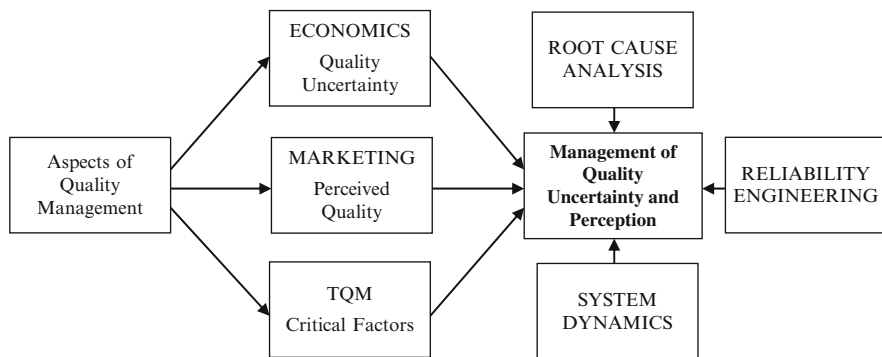 ECONOMICS
Quality
Uncertainty
ROOT CAUSE
ANALYSIS
Aspects of
Quality
Management
MARKETING
Perceived
Quality
Management of
Quality
Uncertainty and
Perception
RELIABILITY
ENGINEERING
TQM
Critical Factors
SYSTEM
DYNAMICS